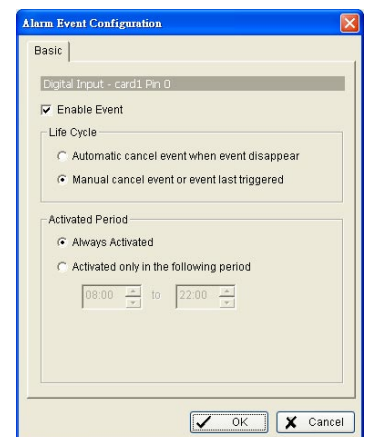 Alarm Event Configuration
Basic
Digital Input - card1 Pin 0
Enable Event
Life Cycle
Automatic cancel event when event disappear
Manual cancel event or event last triggered
Activated Period
Always Activated
Activated only in the following period
08:00 to 22:00
OK Cancel